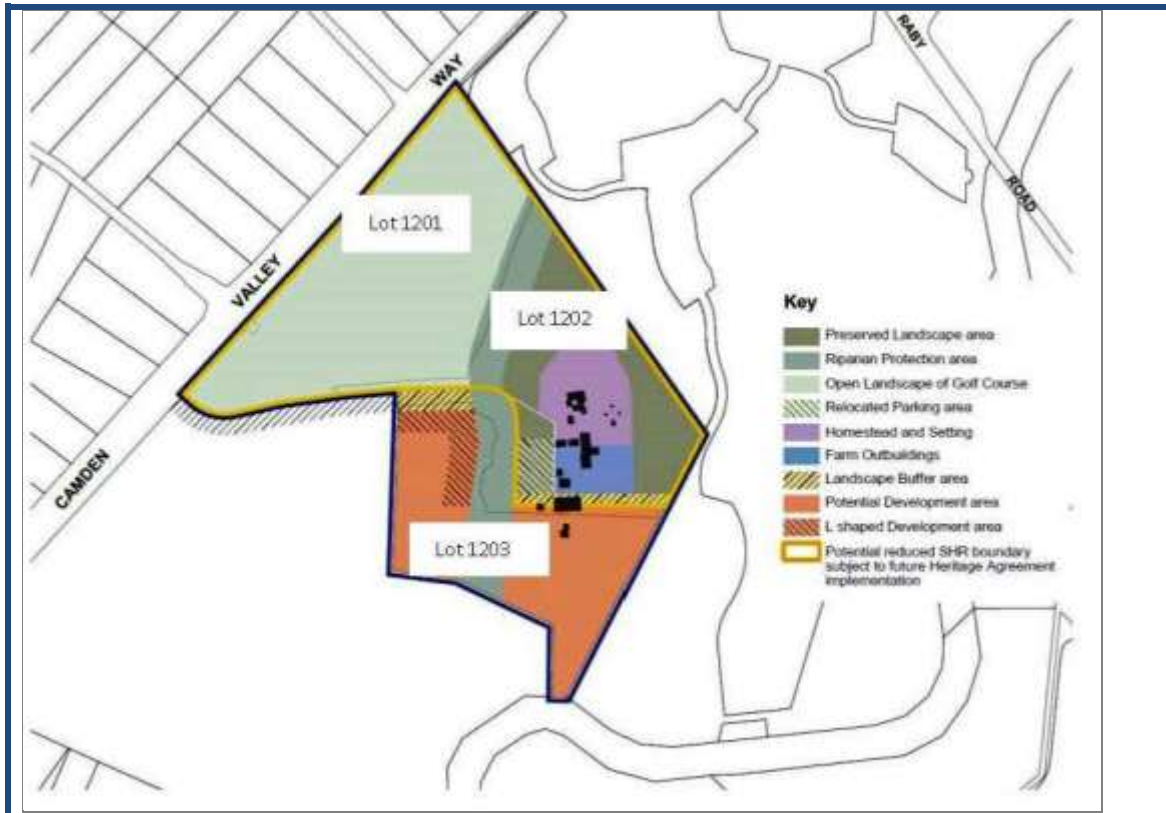 WAY
RABY
ROAD
Lot 1201
VALLEY
Lot 1202
CAMDEN
Lot 1203
Key
Preserved Landscape area
Riparian Protection area
Open Landscape of Golf Course
Relocated Parking area
Homestead and Setting
Farm Outbuildings
Landscape Buffer area
Potential Development area
L shaped Development area
Potential reduced SHR boundary
subject to future Heritage Agreement
implementation